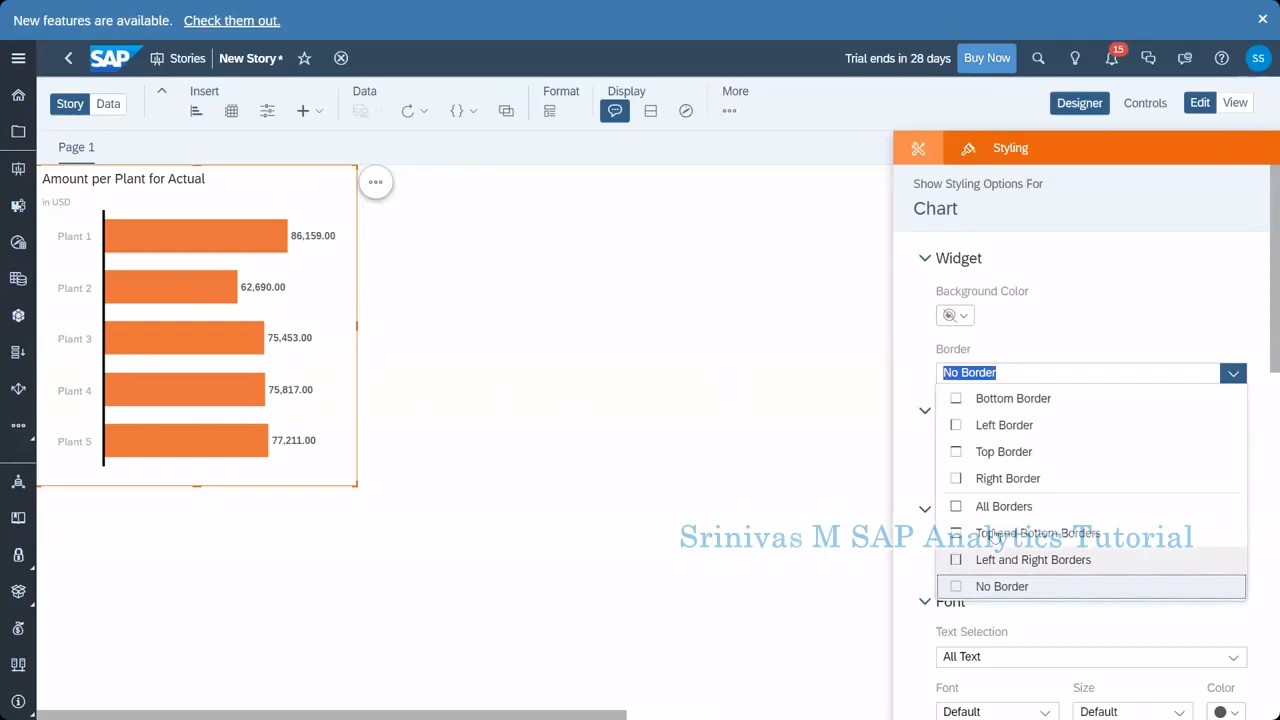 New features are available. Check them out.
SAP Stories New Story* Trial ends in 28 days Buy Now 15 SS
Story Data Insert Data Format Display More Designer Controls Edit View
Page 1
Styling
Amount per Plant for Actual
in USD
Plant 1 86,159.00
Plant 2 62,690.00
Plant 3 75,453.00
Plant 4 75,817.00
Plant 5 77,211.00
Show Styling Options For
Chart
Widget
Background Color
Border
No Border
Bottom Border
Left Border
Top Border
Right Border
All Borders
Top and Bottom Borders
Left and Right Borders
No Border
Srinivas M SAP Analytics Tutorial
Font
Text Selection
All Text
Font Size Color
Default Default